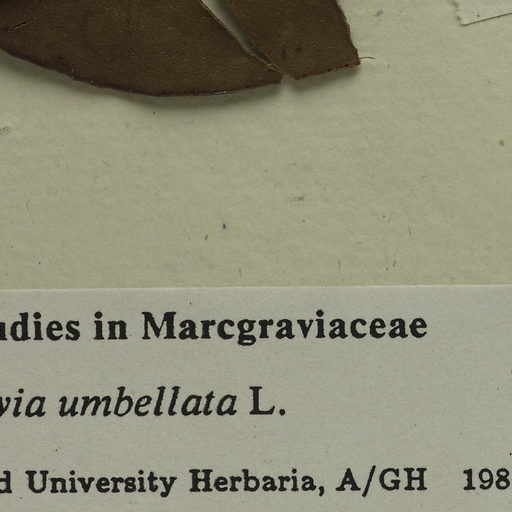 udies in Marcgraviaceae
via umbellata L.
d University Herbaria, A/GH 198